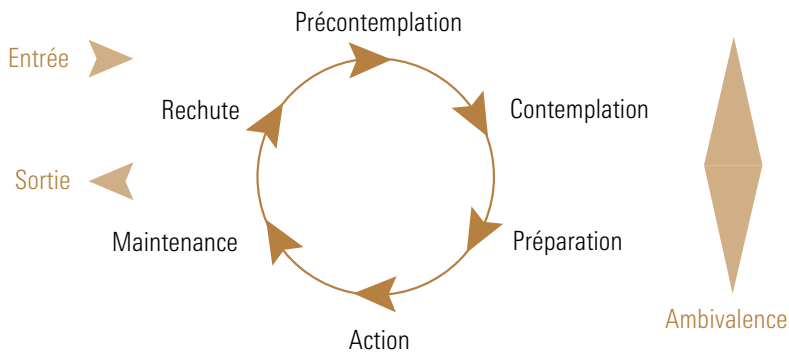 Précontemplation
Entrée
Rechute
Contemplation
Sortie
Maintenance
Préparation
Ambivalence
Action